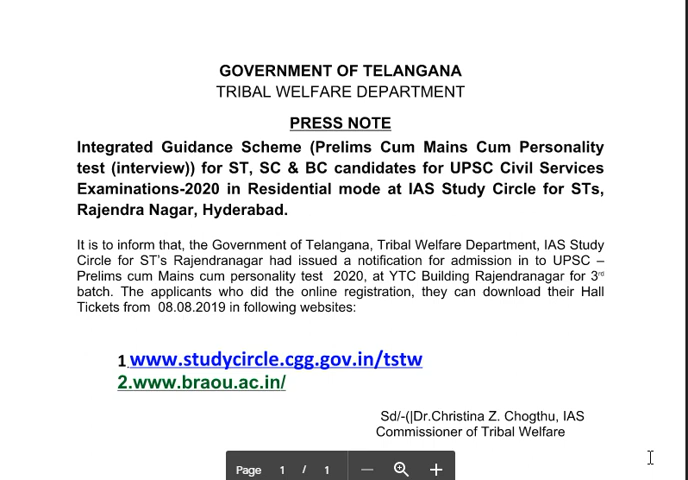 GOVERNMENT OF TELANGANA
TRIBAL WELFARE DEPARTMENT
PRESS NOTE
Integrated Guidance Scheme (Prelims Cum Mains Cum Personality
test (interview)) for ST, SC & BC candidates for UPSC Civil Services
Examinations-2020 in Residential mode at IAS Study Circle for STs,
Rajendra Nagar, Hyderabad.
It is to inform that, the Government of Telangana, Tribal Welfare Department, IAS Study
Circle for ST's Rajendranagar had issued a notification for admission in to UPSC –
Prelims cum Mains cum personality test 2020, at YTC Building Rajendranagar for 3rd
batch. The applicants who did the online registration, they can download their Hall
Tickets from 08.08.2019 in following websites:
1.www.studycircle.cgg.gov.in/tstw
2.www.braou.ac.in/
Sd/-(|Dr.Christina Z. Chogthu, IAS
Commissioner of Tribal Welfare
Page 1 / 1